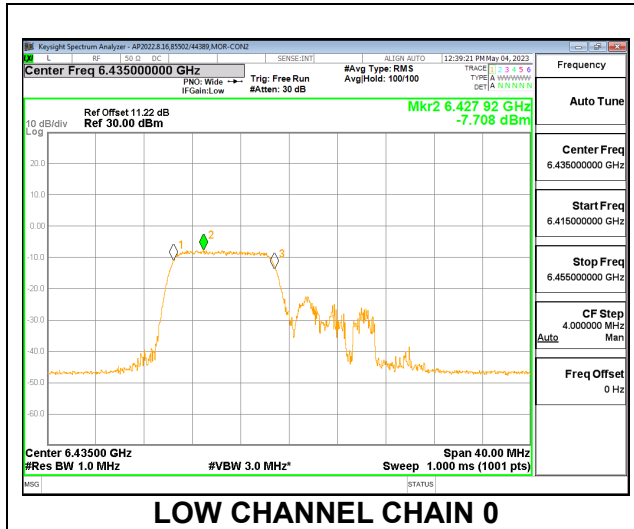 Keysight Spectrum Analyzer - AP2022.8.16,85502/44389,MOR-CON2
L RF 50 Ω DC SENSE:INT ALIGN AUTO 12:39:21 PM May 04, 2023
Center Freq 6.435000000 GHz
PNO: Wide
IFGain:Low
Trig: Free Run
#Atten: 30 dB
#Avg Type: RMS
Avg|Hold: 100/100
TRACE 1 2 3 4 5 6
TYPE A WWWWW
DET A N N N N N
Ref Offset 11.22 dB
Ref 30.00 dBm
10 dB/div
Log
Mkr2 6.427 92 GHz
-7.708 dBm
20.0
10.0
0.00
-10.0
-20.0
-30.0
-40.0
-50.0
-60.0
1
2
3
Center 6.43500 GHz
Span 40.00 MHz
#Res BW 1.0 MHz
#VBW 3.0 MHz*
Sweep 1.000 ms (1001 pts)
MSG
STATUS
Frequency
Auto Tune
Center Freq
6.435000000 GHz
Start Freq
6.415000000 GHz
Stop Freq
6.455000000 GHz
CF Step
4.000000 MHz
Auto Man
Freq Offset
0 Hz
LOW CHANNEL CHAIN 0